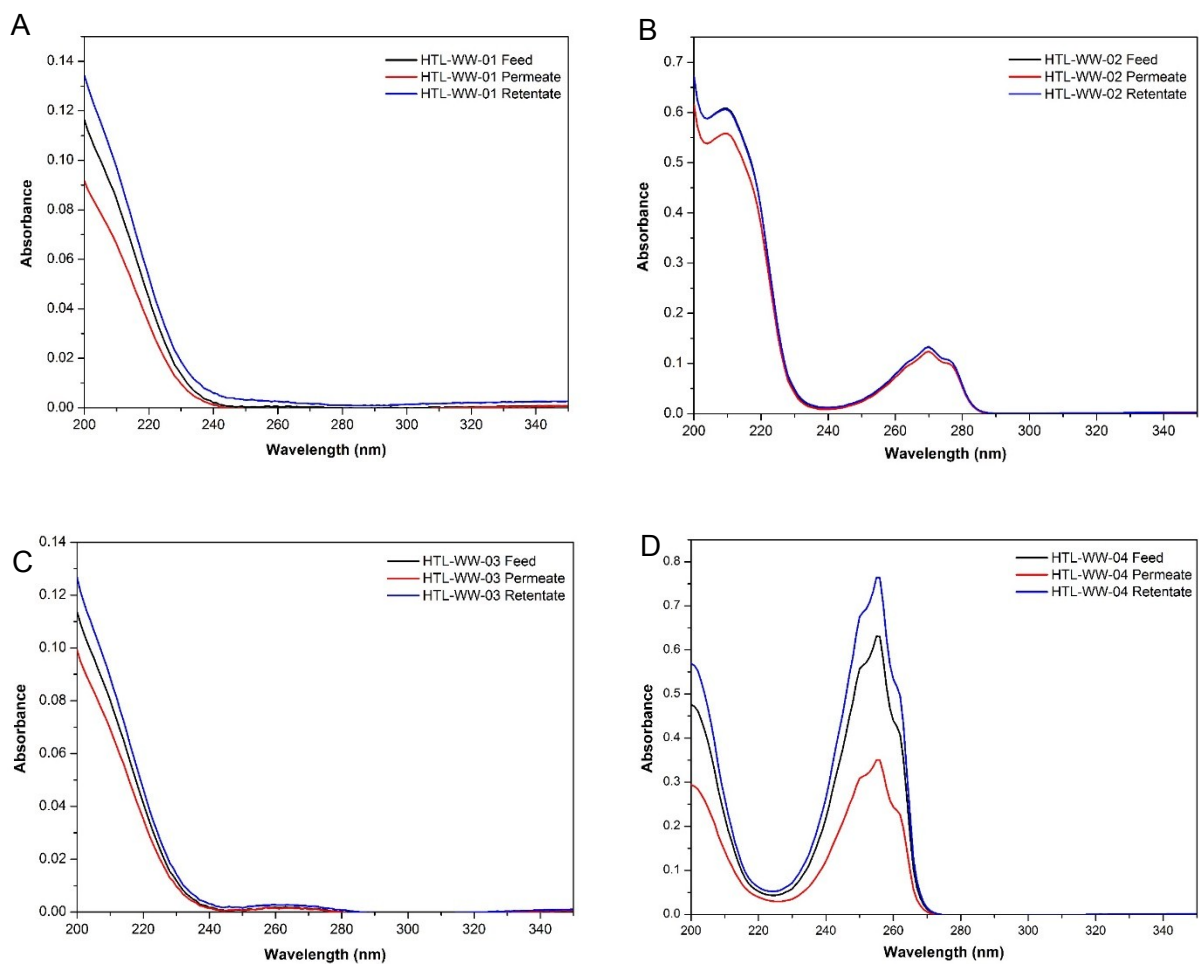 A
HTL-WW-01 Feed
HTL-WW-01 Permeate
HTL-WW-01 Retentate
0.14
0.12
0.10
0.08
0.06
0.04
0.02
0.00
Absorbance
200 220 240 260 280 300 320 340
Wavelength (nm)
B
HTL-WW-02 Feed
HTL-WW-02 Permeate
HTL-WW-02 Retentate
0.7
0.6
0.5
0.4
0.3
0.2
0.1
0.0
Absorbance
200 220 240 260 280 300 320 340
Wavelength (nm)
C
HTL-WW-03 Feed
HTL-WW-03 Permeate
HTL-WW-03 Retentate
0.14
0.12
0.10
0.08
0.06
0.04
0.02
0.00
Absorbance
200 220 240 260 280 300 320 340
Wavelength (nm)
D
HTL-WW-04 Feed
HTL-WW-04 Permeate
HTL-WW-04 Retentate
0.8
0.7
0.6
0.5
0.4
0.3
0.2
0.1
0.0
Absorbance
200 220 240 260 280 300 320 340
Wavelength (nm)